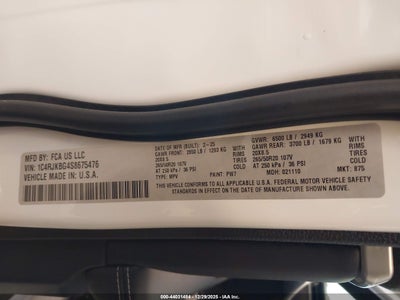 MFD. BY: FCA US LLC
VIN: 1C4RJKBG4S8675476
VEHICLE MADE IN U.S.A.
DATE OF MFR (BUILT): 2-25
GAWR FRONT: 2850 LB / 1293 KG
20X8.5
265/50R20 107V
AT 250 kPa / 36 PSI
TYPE: MPV
PAINT: PW7
GVWR: 6500 LB / 2949 KG
GAWR REAR: 3700 LB / 1679 KG
WITH
20X8.5
RIMS
265/50R20 107V
TIRES
AT 250 kPa / 36 PSI
COLD
MDH: 021110
WITH
RIMS
TIRES
COLD
MKT: 875
THIS VEHICLE CONFORMS TO ALL APPLICABLE U.S.A. FEDERAL MOTOR VEHICLE SAFETY
STANDARDS IN EFFECT ON THE DATE OF MANUFACTURE SHOWN ABOVE.
000-44031484 - 12/29/2025 - IAA Inc.